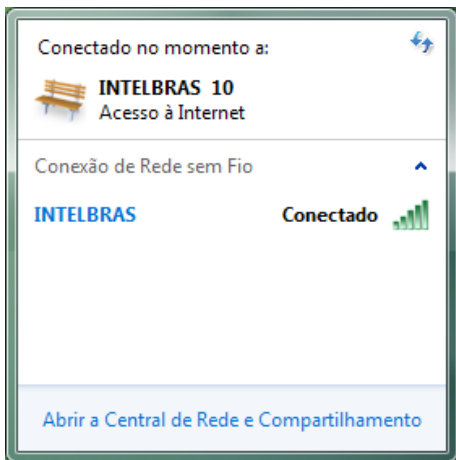 Conectado no momento a:
INTELBRAS 10
Acesso à Internet
Conexão de Rede sem Fio
INTELBRAS Conectado
Abrir a Central de Rede e Compartilhamento